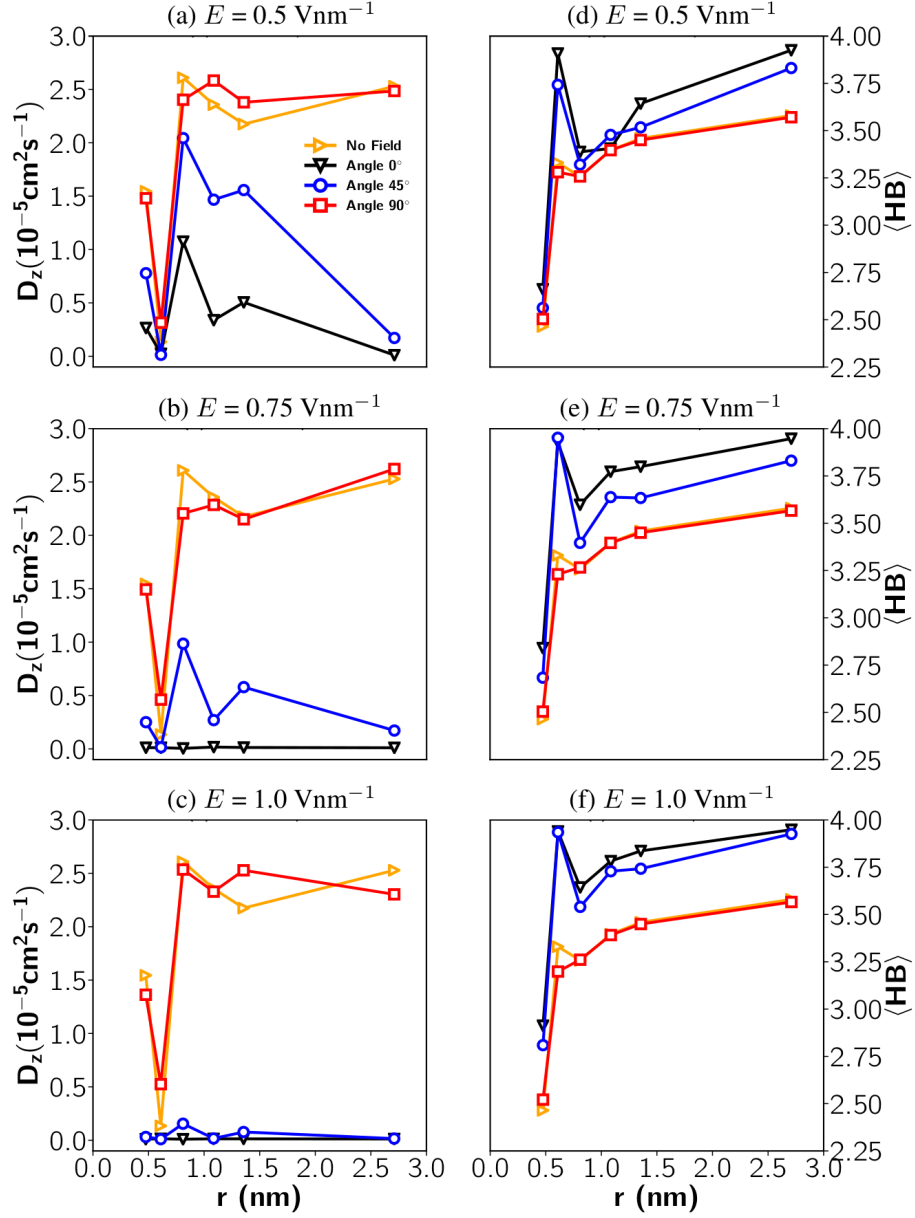 (a) E = 0.5 Vnm⁻¹
3.0
2.5
2.0
1.5
1.0
0.5
0.0
D_z(10⁻⁵cm²s⁻¹)
No Field
Angle 0°
Angle 45°
Angle 90°
(d) E = 0.5 Vnm⁻¹
4.00
3.75
3.50
3.25
3.00
2.75
2.50
2.25
⟨HB⟩
(b) E = 0.75 Vnm⁻¹
3.0
2.5
2.0
1.5
1.0
0.5
0.0
D_z(10⁻⁵cm²s⁻¹)
(e) E = 0.75 Vnm⁻¹
4.00
3.75
3.50
3.25
3.00
2.75
2.50
2.25
⟨HB⟩
(c) E = 1.0 Vnm⁻¹
3.0
2.5
2.0
1.5
1.0
0.5
0.0
D_z(10⁻⁵cm²s⁻¹)
0.0 0.5 1.0 1.5 2.0 2.5 3.0
r (nm)
(f) E = 1.0 Vnm⁻¹
4.00
3.75
3.50
3.25
3.00
2.75
2.50
2.25
⟨HB⟩
0.0 0.5 1.0 1.5 2.0 2.5 3.0
r (nm)